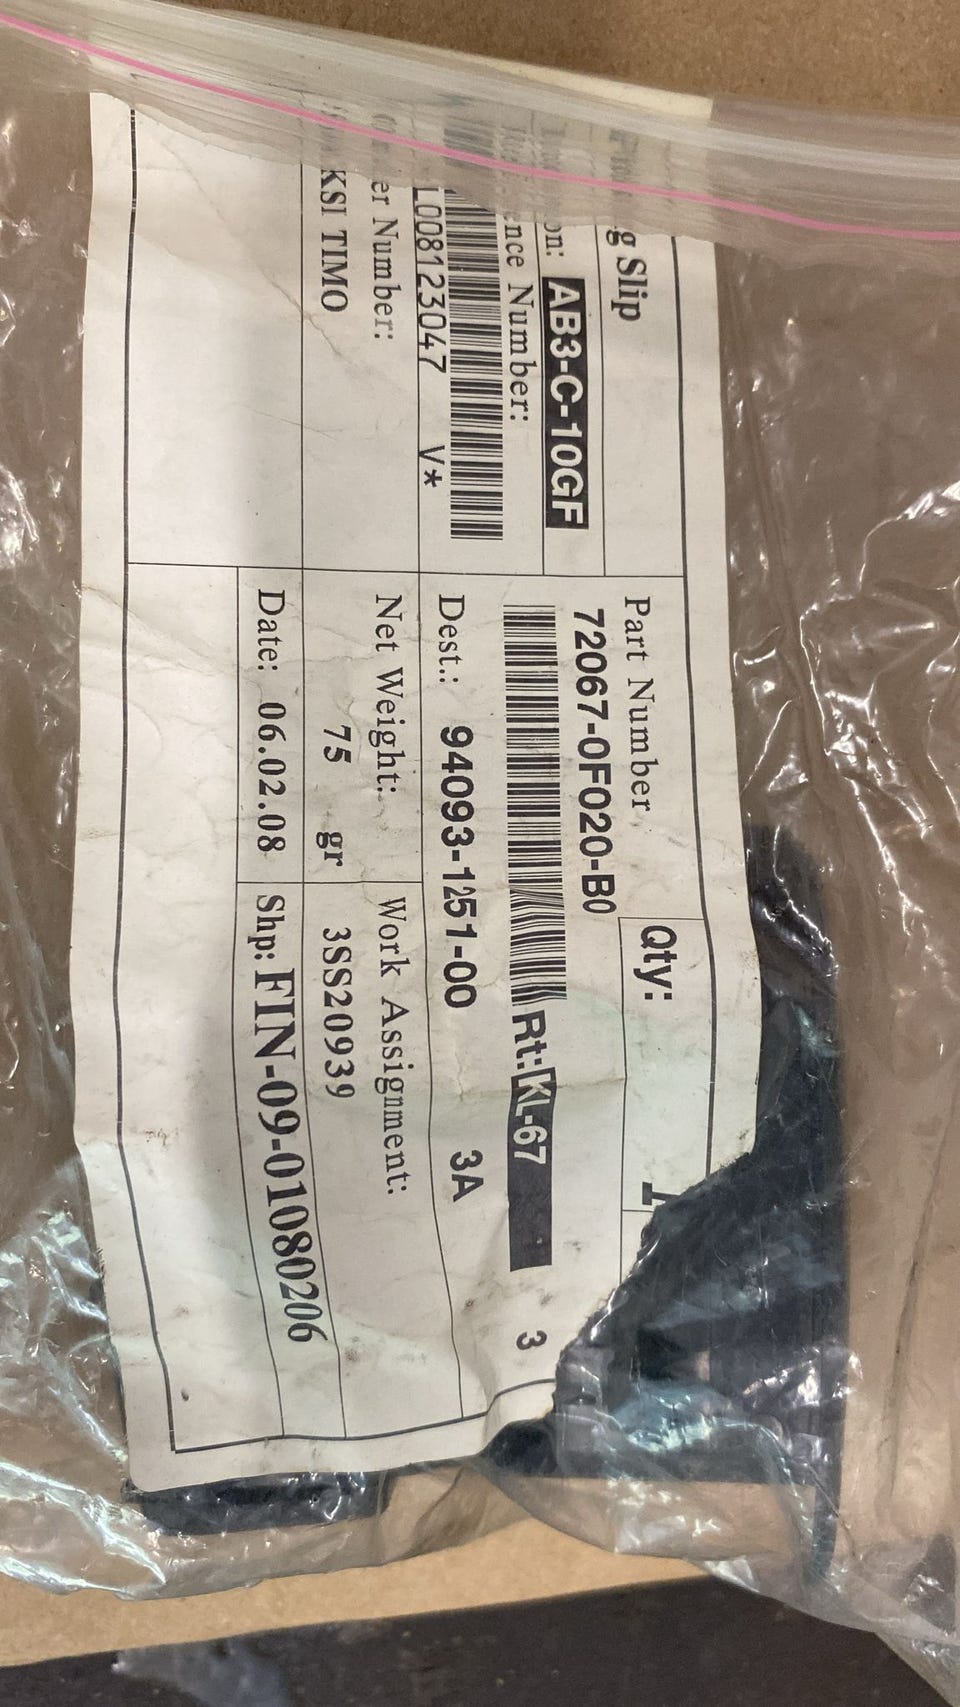 g Slip
on: AB3-C-10GF
nce Number:
L008123047 V*
er Number:
KSI TIMO
Part Number
72067-0F020-B0
Qty:
1
Rt:KL-67
3
Dest.: 94093-1251-00 3A
Net Weight:
75 gr
Work Assignment:
3SS20939
Date: 06.02.08
Shp: FIN-09-01080206